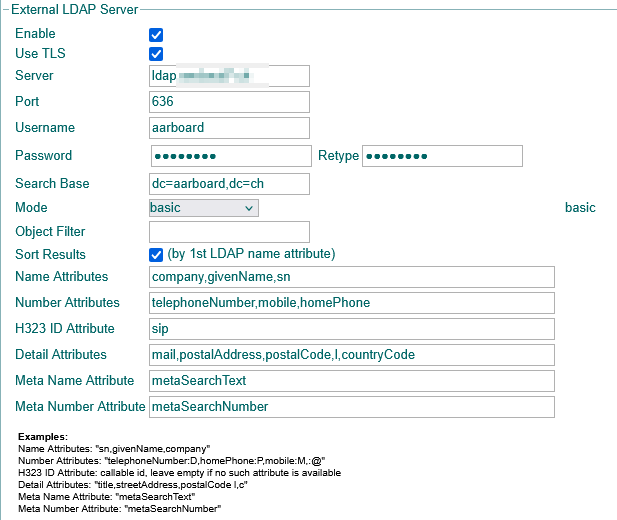 External LDAP Server
Enable
Use TLS
Server ldap
Port 636
Username aarboard
Password ●●●●●●●● Retype ●●●●●●●●
Search Base dc=aarboard,dc=ch
Mode basic basic
Object Filter
Sort Results (by 1st LDAP name attribute)
Name Attributes company,givenName,sn
Number Attributes telephoneNumber,mobile,homePhone
H323 ID Attribute sip
Detail Attributes mail,postalAddress,postalCode,l,countryCode
Meta Name Attribute metaSearchText
Meta Number Attribute metaSearchNumber
Examples:
Name Attributes: "sn,givenName,company"
Number Attributes: "telephoneNumber:D,homePhone:P,mobile:M,:@"
H323 ID Attribute: callable id, leave empty if no such attribute is available
Detail Attributes: "title,streetAddress,postalCode l,c"
Meta Name Attribute: "metaSearchText"
Meta Number Attribute: "metaSearchNumber"